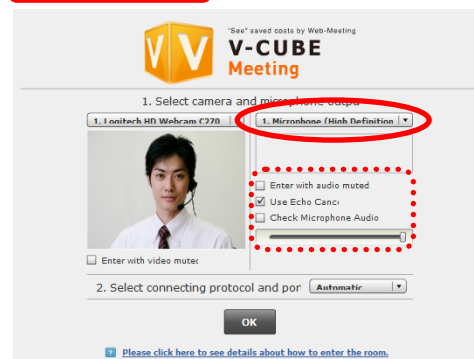 "See" saved costs by Web-Meeting
V-CUBE
Meeting
1. Select camera and microphone outpu
1. Logitech HD Webcam C270
1. Microphone (High Definition
Enter with audio muted
Use Echo Canc
Check Microphone Audio
Enter with video muted
2. Select connecting protocol and por
Automatic
OK
Please click here to see details about how to enter the room.